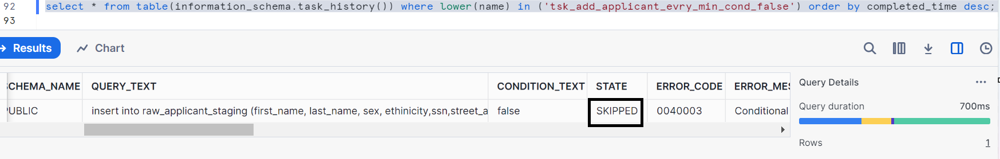 92 select * from table(information_schema.task_history()) where lower(name) in ('tsk_add_applicant_evry_min_cond_false') order by completed_time desc;
93
Results Chart
CHEMA_NAME QUERY_TEXT CONDITION_TEXT STATE ERROR_CODE ERROR_MES
PUBLIC insert into raw_applicant_staging (first_name, last_name, sex, ethinicity,ssn,street_a false SKIPPED 0040003 Conditional
Query Details
Query duration 700ms
Rows 1